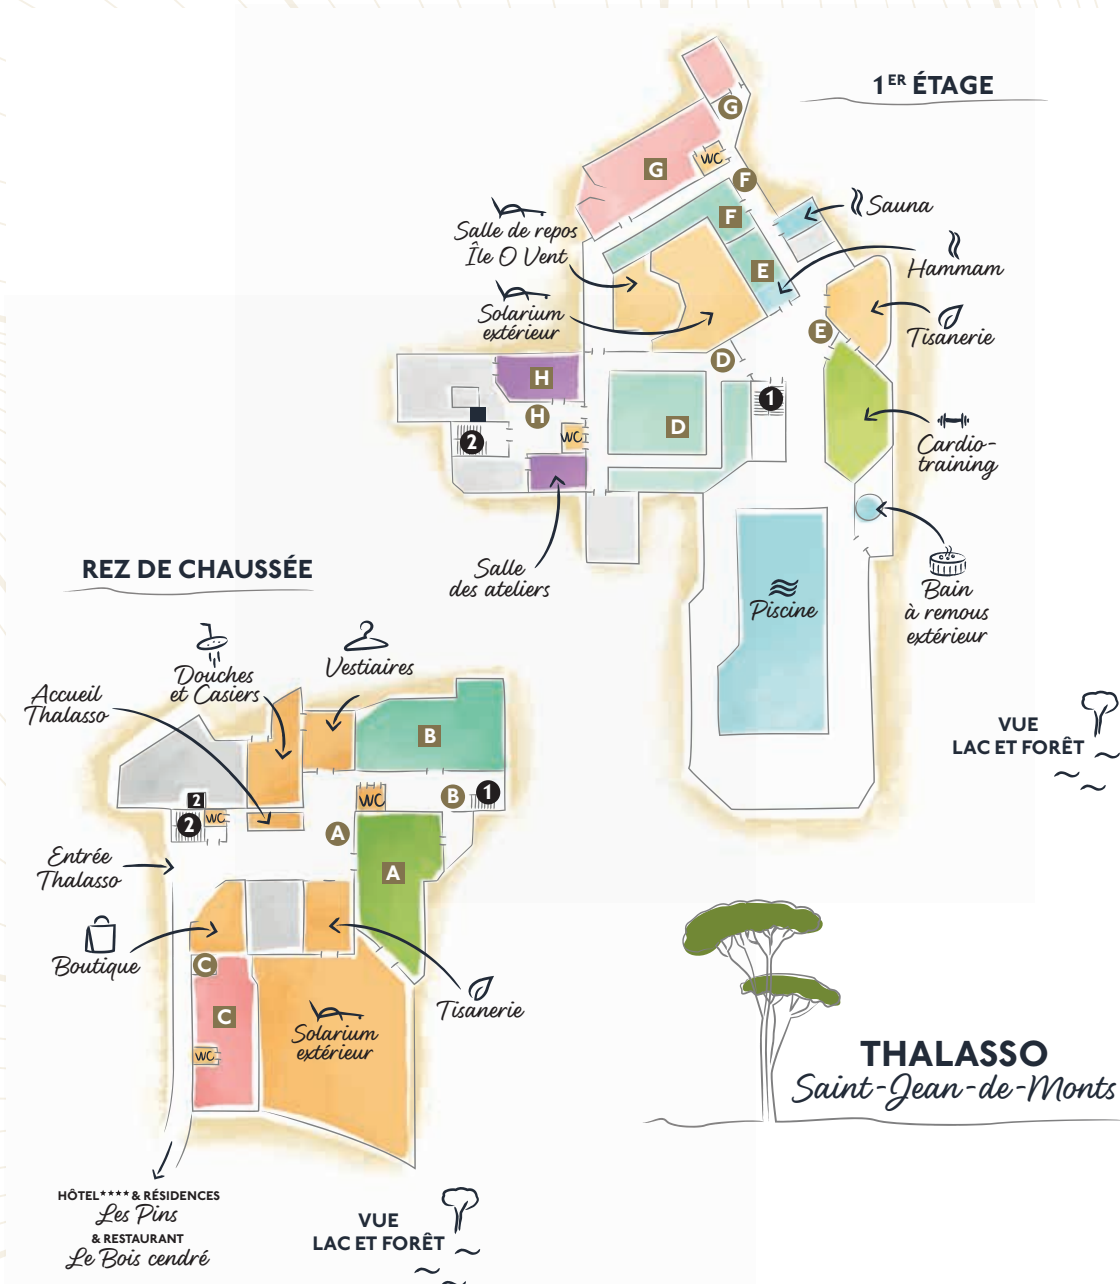 1ER ÉTAGE
G
G
WC
F
F
Sauna
Salle de repos
Île O Vent
E
Hammam
Solarium
extérieur
Tisanerie
E
D
H
1
H
D
2
WC
Cardio-
training
Salle
des ateliers
Piscine
Bain
à remous
extérieur
REZ DE CHAUSSÉE
Douches
et Casiers
Vestiaires
Accueil
Thalasso
B
VUE
LAC ET FORÊT
2
WC
B
1
2
WC
A
Entrée
Thalasso
A
Boutique
C
Tisanerie
C
Solarium
extérieur
WC
THALASSO
Saint-Jean-de-Monts
HÔTEL**** & RÉSIDENCES
Les Pins
& RESTAURANT
Le Bois cendré
VUE
LAC ET FORÊT